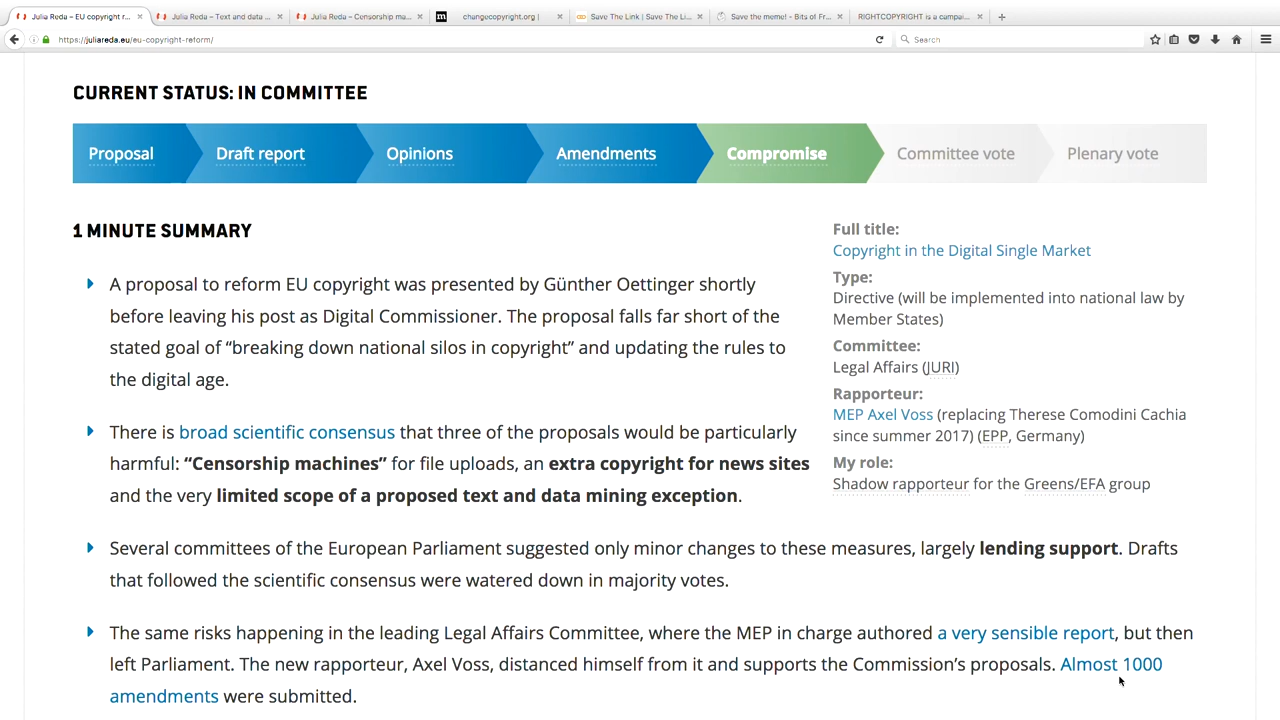 Julia Reda – EU copyright r...
Julia Reda – Text and data ...
Julia Reda – Censorship ma...
m changecopyright.org |
Save The Link | Save The Li...
Save the meme! - Bits of Fr...
RIGHTCOPYRIGHT is a campai...
https://juliareda.eu/eu-copyright-reform/
Search
CURRENT STATUS: IN COMMITTEE
Proposal
Draft report
Opinions
Amendments
Compromise
Committee vote
Plenary vote
1 MINUTE SUMMARY
A proposal to reform EU copyright was presented by Günther Oettinger shortly
before leaving his post as Digital Commissioner. The proposal falls far short of the
stated goal of “breaking down national silos in copyright” and updating the rules to
the digital age.
There is broad scientific consensus that three of the proposals would be particularly
harmful: “Censorship machines” for file uploads, an extra copyright for news sites
and the very limited scope of a proposed text and data mining exception.
Full title:
Copyright in the Digital Single Market
Type:
Directive (will be implemented into national law by
Member States)
Committee:
Legal Affairs (JURI)
Rapporteur:
MEP Axel Voss (replacing Therese Comodini Cachia
since summer 2017) (EPP, Germany)
My role:
Shadow rapporteur for the Greens/EFA group
Several committees of the European Parliament suggested only minor changes to these measures, largely lending support. Drafts
that followed the scientific consensus were watered down in majority votes.
The same risks happening in the leading Legal Affairs Committee, where the MEP in charge authored a very sensible report, but then
left Parliament. The new rapporteur, Axel Voss, distanced himself from it and supports the Commission’s proposals. Almost 1000
amendments were submitted.